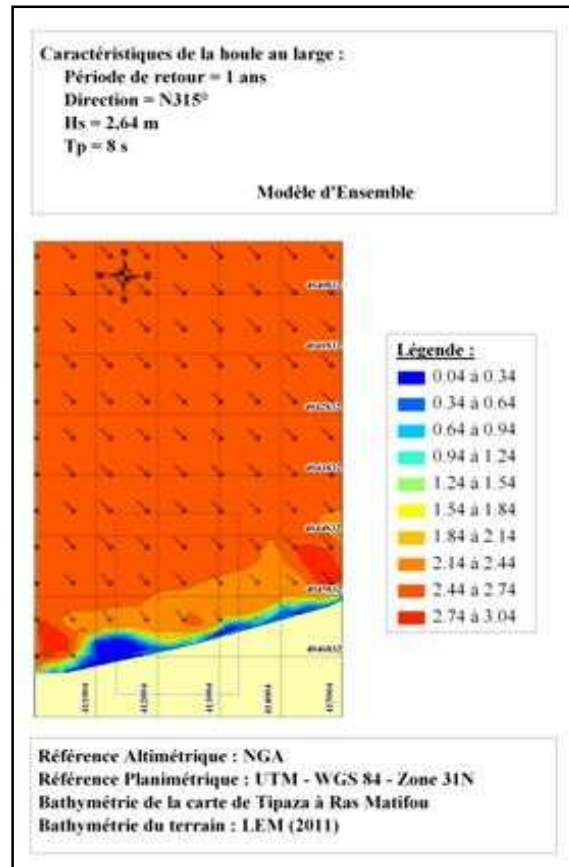 Caractéristiques de la houle au large :
Période de retour = 1 ans
Direction = N315°
Hs = 2,64 m
Tp = 8 s
Modèle d'Ensemble
Légende :
0.04 à 0.34
0.34 à 0.64
0.64 à 0.94
0.94 à 1.24
1.24 à 1.54
1.54 à 1.84
1.84 à 2.14
2.14 à 2.44
2.44 à 2.74
2.74 à 3.04
Référence Altimétrique : NGA
Référence Planimétrique : UTM - WGS 84 - Zone 31N
Bathymétrie de la carte de Tipaza à Ras Matifou
Bathymétrie du terrain : LEM (2011)